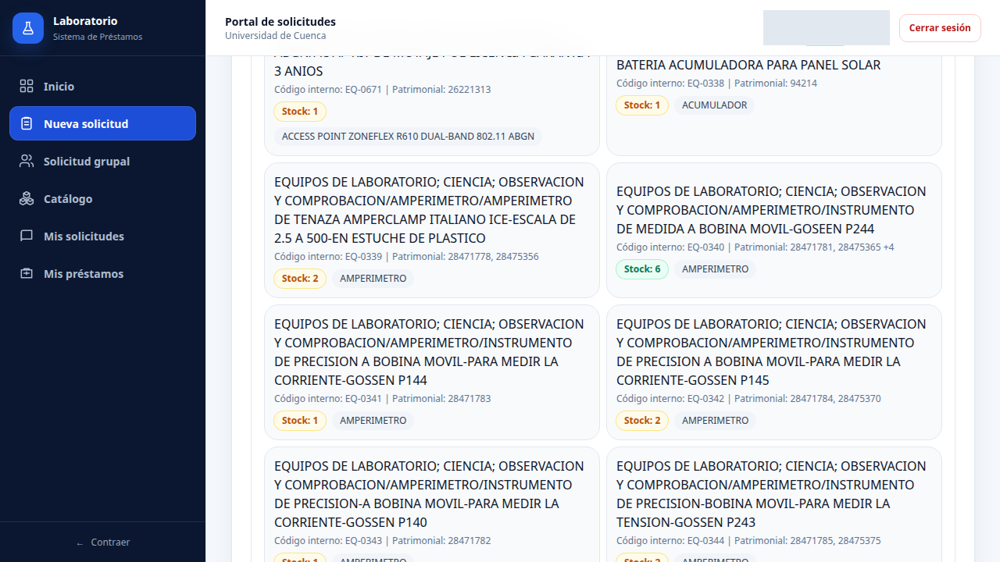 Laboratorio
Sistema de Préstamos
Inicio
Nueva solicitud
Solicitud grupal
Catálogo
Mis solicitudes
Mis préstamos
← Contraer
Portal de solicitudes
Universidad de Cuenca
Cerrar sesión
3 ANIOS
Código interno: EQ-0671 | Patrimonial: 26221313
Stock: 1
ACCESS POINT ZONEFLEX R610 DUAL-BAND 802.11 ABGN
BATERIA ACUMULADORA PARA PANEL SOLAR
Código interno: EQ-0338 | Patrimonial: 94214
Stock: 1
ACUMULADOR
EQUIPOS DE LABORATORIO; CIENCIA; OBSERVACION
Y COMPROBACION/AMPERIMETRO/AMPERIMETRO
DE TENAZA AMPERCLAMP ITALIANO ICE-ESCALA DE
2.5 A 500-EN ESTUCHE DE PLASTICO
Código interno: EQ-0339 | Patrimonial: 28471778, 28475356
Stock: 2
AMPERIMETRO
EQUIPOS DE LABORATORIO; CIENCIA; OBSERVACION
Y COMPROBACION/AMPERIMETRO/INSTRUMENTO
DE MEDIDA A BOBINA MOVIL-GOSEEN P244
Código interno: EQ-0340 | Patrimonial: 28471781, 28475365 +4
Stock: 6
AMPERIMETRO
EQUIPOS DE LABORATORIO; CIENCIA; OBSERVACION
Y COMPROBACION/AMPERIMETRO/INSTRUMENTO
DE PRECISION A BOBINA MOVIL-PARA MEDIR LA
CORRIENTE-GOSSEN P144
Código interno: EQ-0341 | Patrimonial: 28471783
Stock: 1
AMPERIMETRO
EQUIPOS DE LABORATORIO; CIENCIA; OBSERVACION
Y COMPROBACION/AMPERIMETRO/INSTRUMENTO
DE PRECISION A BOBINA MOVIL-PARA MEDIR LA
CORRIENTE-GOSSEN P145
Código interno: EQ-0342 | Patrimonial: 28471784, 28475370
Stock: 2
AMPERIMETRO
EQUIPOS DE LABORATORIO; CIENCIA; OBSERVACION
Y COMPROBACION/AMPERIMETRO/INSTRUMENTO
DE PRECISION-A BOBINA MOVIL-PARA MEDIR LA
CORRIENTE-GOSSEN P140
Código interno: EQ-0343 | Patrimonial: 28471782
Stock: 1
AMPERIMETRO
EQUIPOS DE LABORATORIO; CIENCIA; OBSERVACION
Y COMPROBACION/AMPERIMETRO/INSTRUMENTO
DE PRECISION-BOBINA MOVIL-PARA MEDIR LA
TENSION-GOSSEN P243
Código interno: EQ-0344 | Patrimonial: 28471785, 28475375
AMPERIMETRO